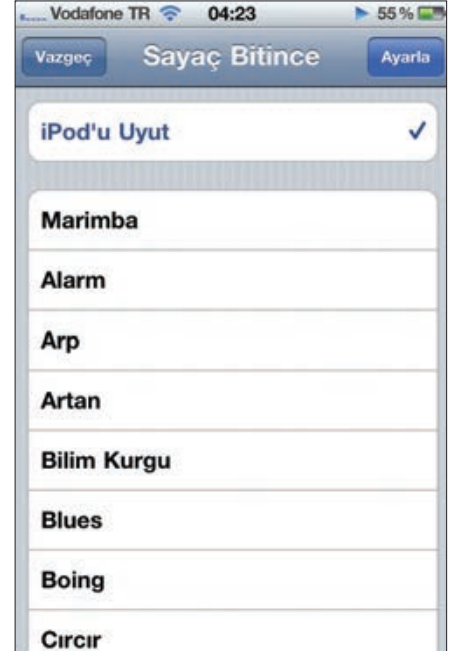 Vodafone TR 04:23 55 %
Vazgeç Sayaç Bitince Ayarla
iPod'u Uyut
Marimba
Alarm
Arp
Artan
Bilim Kurgu
Blues
Boing
Cırcır